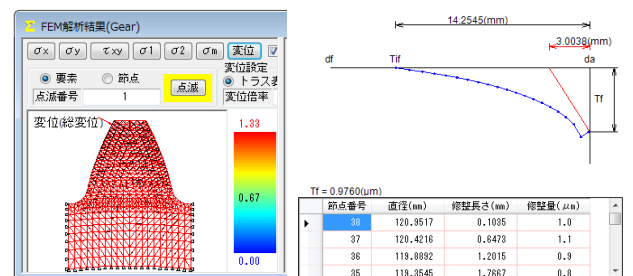 FEM解析結果(Gear)
σx σy τxy σ1 σ2 σm 変位
要素 節点 点滅
点滅番号 1
変位設定
トラス表
変位倍率
変位(総変位)
1.33
0.67
0.00
14.2545(mm)
3.0038(mm)
df Tif da
Tf
Tf = 0.9760(μm)
節点番号 直径(mm) 修整長さ(mm) 修整量(μm)
38 120.9517 0.1035 1.0
37 120.4216 0.6473 1.1
36 119.8892 1.2015 0.9
35 119.3545 1.7667 0.8